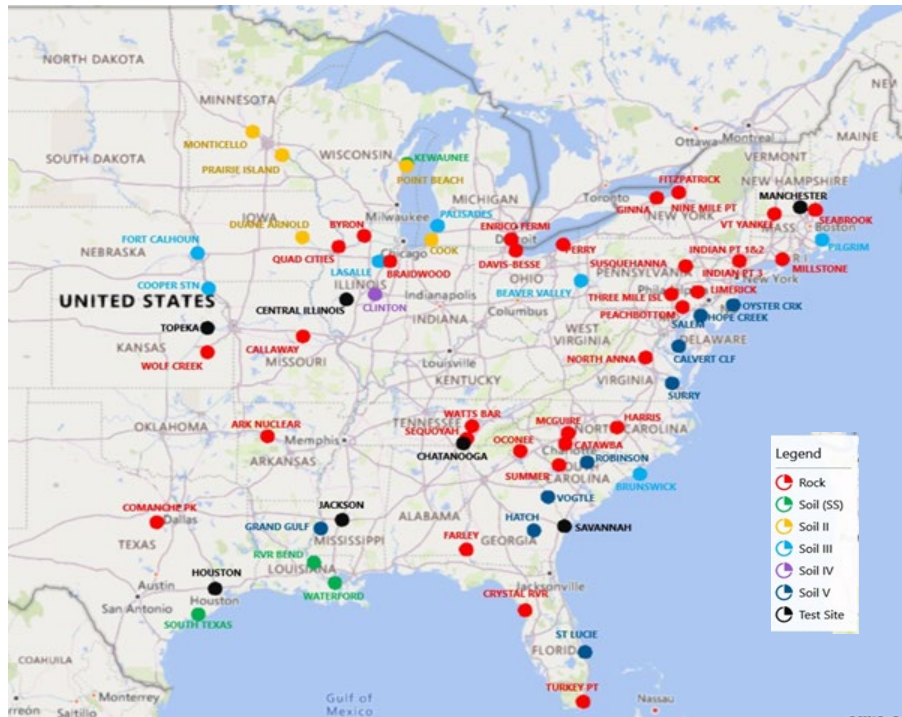 NORTH DAKOTA
MINNESOTA
Ottawa
Montreal
MAINE
MONTICELLO
SOUTH DAKOTA
PRAIRIE ISLAND
WISCONSIN
KEWAUNEE
POINT BEACH
MICHIGAN
Toronto
FITZPATRICK
VERMONT
NEW HAMPSHIRE
MANCHESTER
GINNA
NINE MILE PT
NEW YORK
VT YANKEE
MASS
SEABROOK
Boston
PILGRIM
DUANE ARNOLD
IOWA
BYRON
Milwaukee
PALISADES
ENRICO FERMI
Detroit
FORT CALHOUN
NEBRASKA
QUAD CITIES
Chicago
COOK
DAVIS-BESSE
PERRY
SUSQUEHANNA
INDIAN PT 1&2
R I
MILLSTONE
LASALLE
BRAIDWOOD
OHIO
PENNSYLVANIA
INDIAN PT 3
New York
ILLINOIS
COOPER STN
CLINTON
Indianapolis
BEAVER VALLEY
Philadelphia
LIMERICK
THREE MILE ISL
UNITED STATES
CENTRAL ILLINOIS
INDIANA
Columbus
PEACHBOTTOM
OYSTER CRK
SALEM
HOPE CREEK
TOPEKA
WEST
VIRGINIA
DELAWARE
KANSAS
CALLAWAY
MISSOURI
Louisville
NORTH ANNA
CALVERT CLF
WOLF CREEK
KENTUCKY
VIRGINIA
SURRY
OKLAHOMA
ARK NUCLEAR
Memphis
TENNESSEE
WATTS BAR
SEQUOYAH
MCGUIRE
HARRIS
NORTH CAROLINA
CHATANOOGA
OCONEE
CATAWBA
Charlotte
ROBINSON
ARKANSAS
SUMMER
SOUTH
CAROLINA
BRUNSWICK
COMANCHE PK
Dallas
TEXAS
JACKSON
GRAND GULF
MISSISSIPPI
ALABAMA
VOGTLE
HATCH
GEORGIA
SAVANNAH
FARLEY
RVR BEND
LOUISIANA
WATERFORD
Austin
HOUSTON
San Antonio
Houston
SOUTH TEXAS
Jacksonville
CRYSTAL RVR
ST LUCIE
FLORIDA
TURKEY PT
COAHUILA
Monterrey
Saltillo
Gulf of
Mexico
Nassau
Legend
Rock
Soil (SS)
Soil II
Soil III
Soil IV
Soil V
Test Site